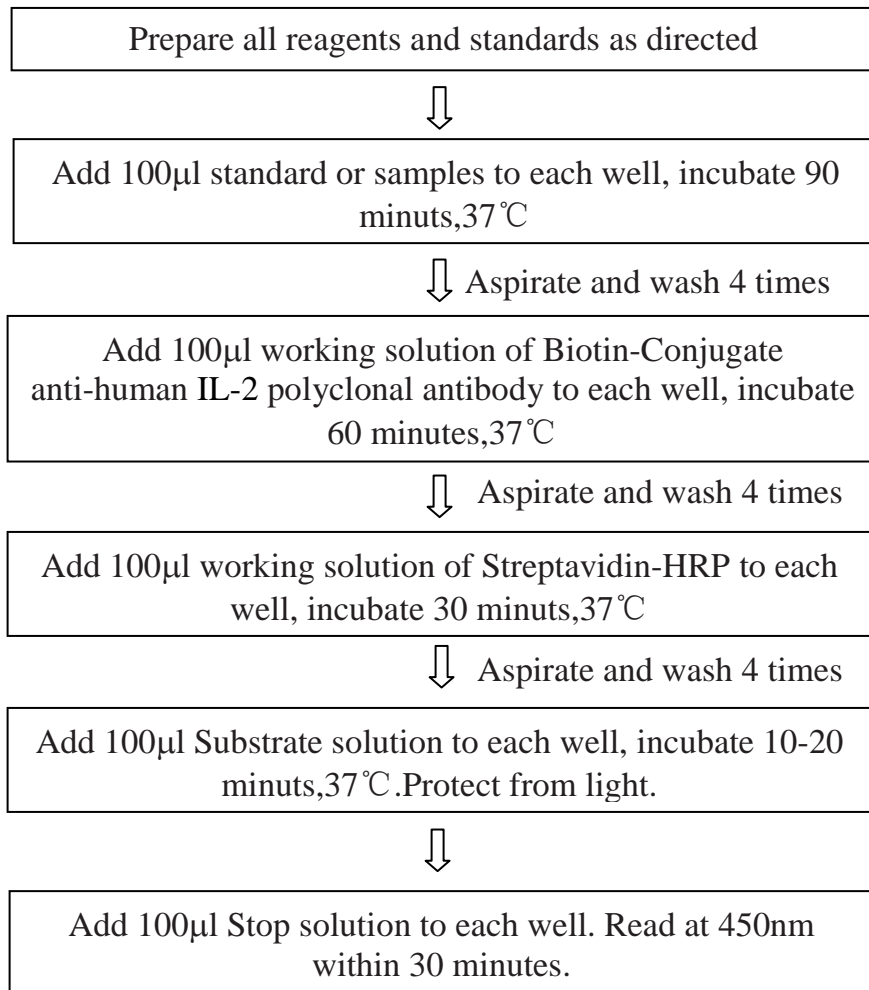 Prepare all reagents and standards as directed
Add 100μl standard or samples to each well, incubate 90
minuts,37℃
Aspirate and wash 4 times
Add 100μl working solution of Biotin-Conjugate
anti-human IL-2 polyclonal antibody to each well, incubate
60 minutes,37℃
Aspirate and wash 4 times
Add 100μl working solution of Streptavidin-HRP to each
well, incubate 30 minuts,37℃
Aspirate and wash 4 times
Add 100μl Substrate solution to each well, incubate 10-20
minuts,37℃.Protect from light.
Add 100μl Stop solution to each well. Read at 450nm
within 30 minutes.